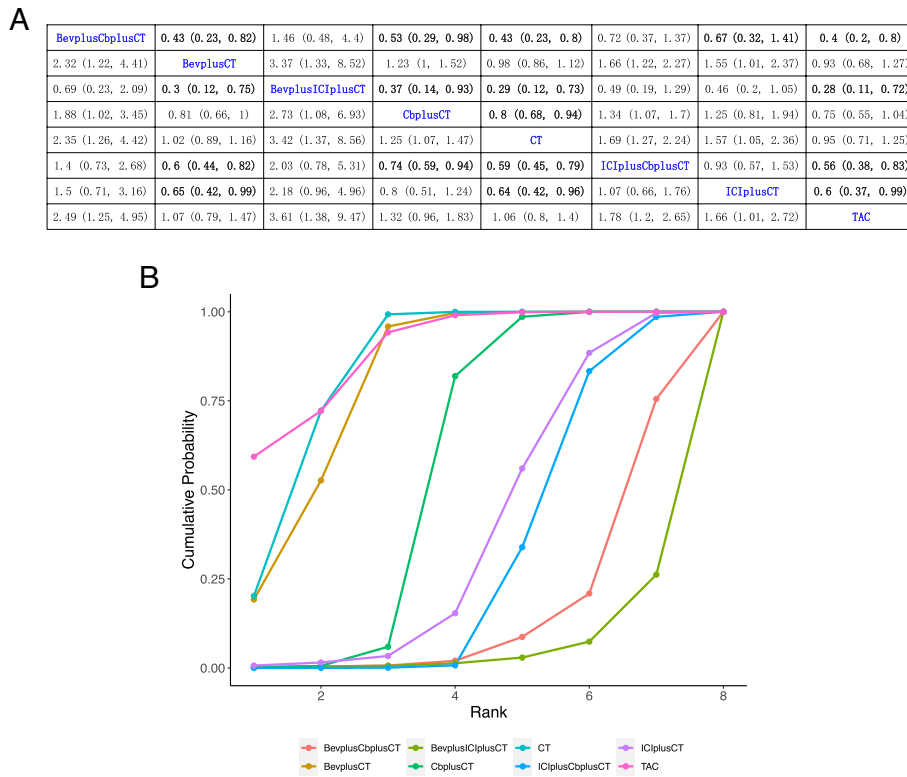 A
BevplusCbplusCT 0.43 (0.23, 0.82) 1.46 (0.48, 4.4) 0.53 (0.29, 0.98) 0.43 (0.23, 0.8) 0.72 (0.37, 1.37) 0.67 (0.32, 1.41) 0.4 (0.2, 0.8)
2.32 (1.22, 4.41) BevplusCT 3.37 (1.33, 8.52) 1.23 (1, 1.52) 0.98 (0.86, 1.12) 1.66 (1.22, 2.27) 1.55 (1.01, 2.37) 0.93 (0.68, 1.27)
0.69 (0.23, 2.09) 0.3 (0.12, 0.75) BevplusICIplusCT 0.37 (0.14, 0.93) 0.29 (0.12, 0.73) 0.49 (0.19, 1.29) 0.46 (0.2, 1.05) 0.28 (0.11, 0.72)
1.88 (1.02, 3.45) 0.81 (0.66, 1) 2.73 (1.08, 6.93) CbplusCT 0.8 (0.68, 0.94) 1.34 (1.07, 1.7) 1.25 (0.81, 1.94) 0.75 (0.55, 1.04)
2.35 (1.26, 4.42) 1.02 (0.89, 1.16) 3.42 (1.37, 8.56) 1.25 (1.07, 1.47) CT 1.69 (1.27, 2.24) 1.57 (1.05, 2.36) 0.95 (0.71, 1.25)
1.4 (0.73, 2.68) 0.6 (0.44, 0.82) 2.03 (0.78, 5.31) 0.74 (0.59, 0.94) 0.59 (0.45, 0.79) ICIplusCbplusCT 0.93 (0.57, 1.53) 0.56 (0.38, 0.83)
1.5 (0.71, 3.16) 0.65 (0.42, 0.99) 2.18 (0.96, 4.96) 0.8 (0.51, 1.24) 0.64 (0.42, 0.96) 1.07 (0.66, 1.76) ICIplusCT 0.6 (0.37, 0.99)
2.49 (1.25, 4.95) 1.07 (0.79, 1.47) 3.61 (1.38, 9.47) 1.32 (0.96, 1.83) 1.06 (0.8, 1.4) 1.78 (1.2, 2.65) 1.66 (1.01, 2.72) TAC
B
Cumulative Probability
1.00
0.75
0.50
0.25
0.00
2 4 6 8
Rank
BevplusCbplusCT BevplusICIplusCT CT ICIplusCT
BevplusCT CbplusCT ICIplusCbplusCT TAC